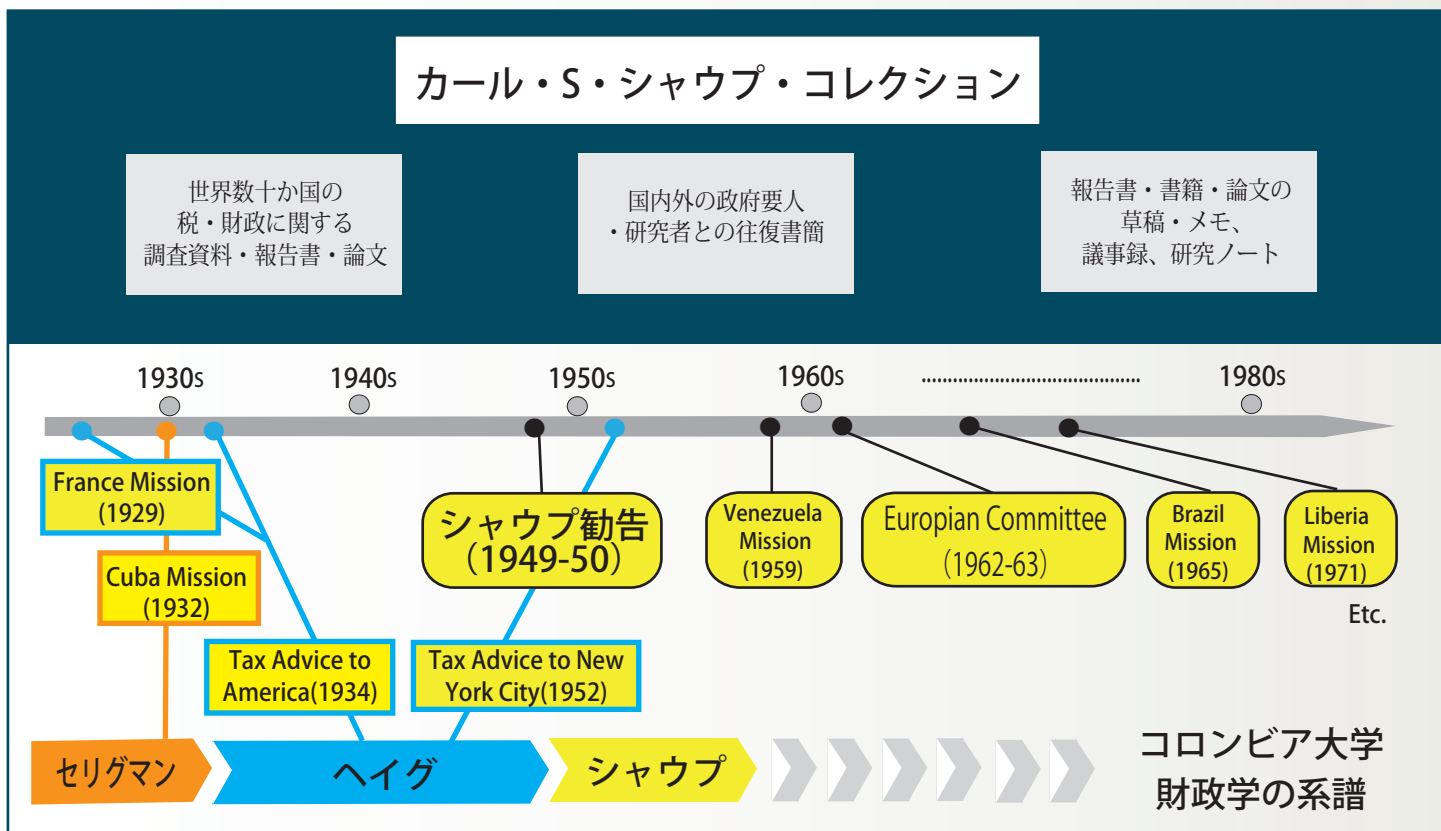 カール・S・シャウプ・コレクション
世界数十か国の
税・財政に関する
調査資料・報告書・論文
国内外の政府要人
・研究者との往復書簡
報告書・書籍・論文の
草稿・メモ、
議事録、研究ノート
1930s
1940s
1950s
1960s
1980s
France Mission
(1929)
Cuba Mission
(1932)
Tax Advice to
America(1934)
シャウプ勧告
(1949-50)
Tax Advice to New
York City(1952)
Venezuela
Mission
(1959)
Europian Committee
(1962-63)
Brazil
Mission
(1965)
Liberia
Mission
(1971)
Etc.
セリグマン
ヘイグ
シャウプ
コロンビア大学
財政学の系譜